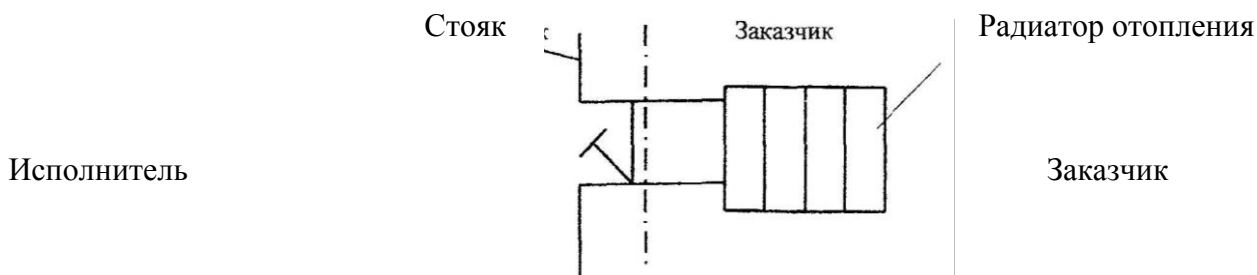 Стояк
Заказчик
Радиатор отопления
Исполнитель
Заказчик